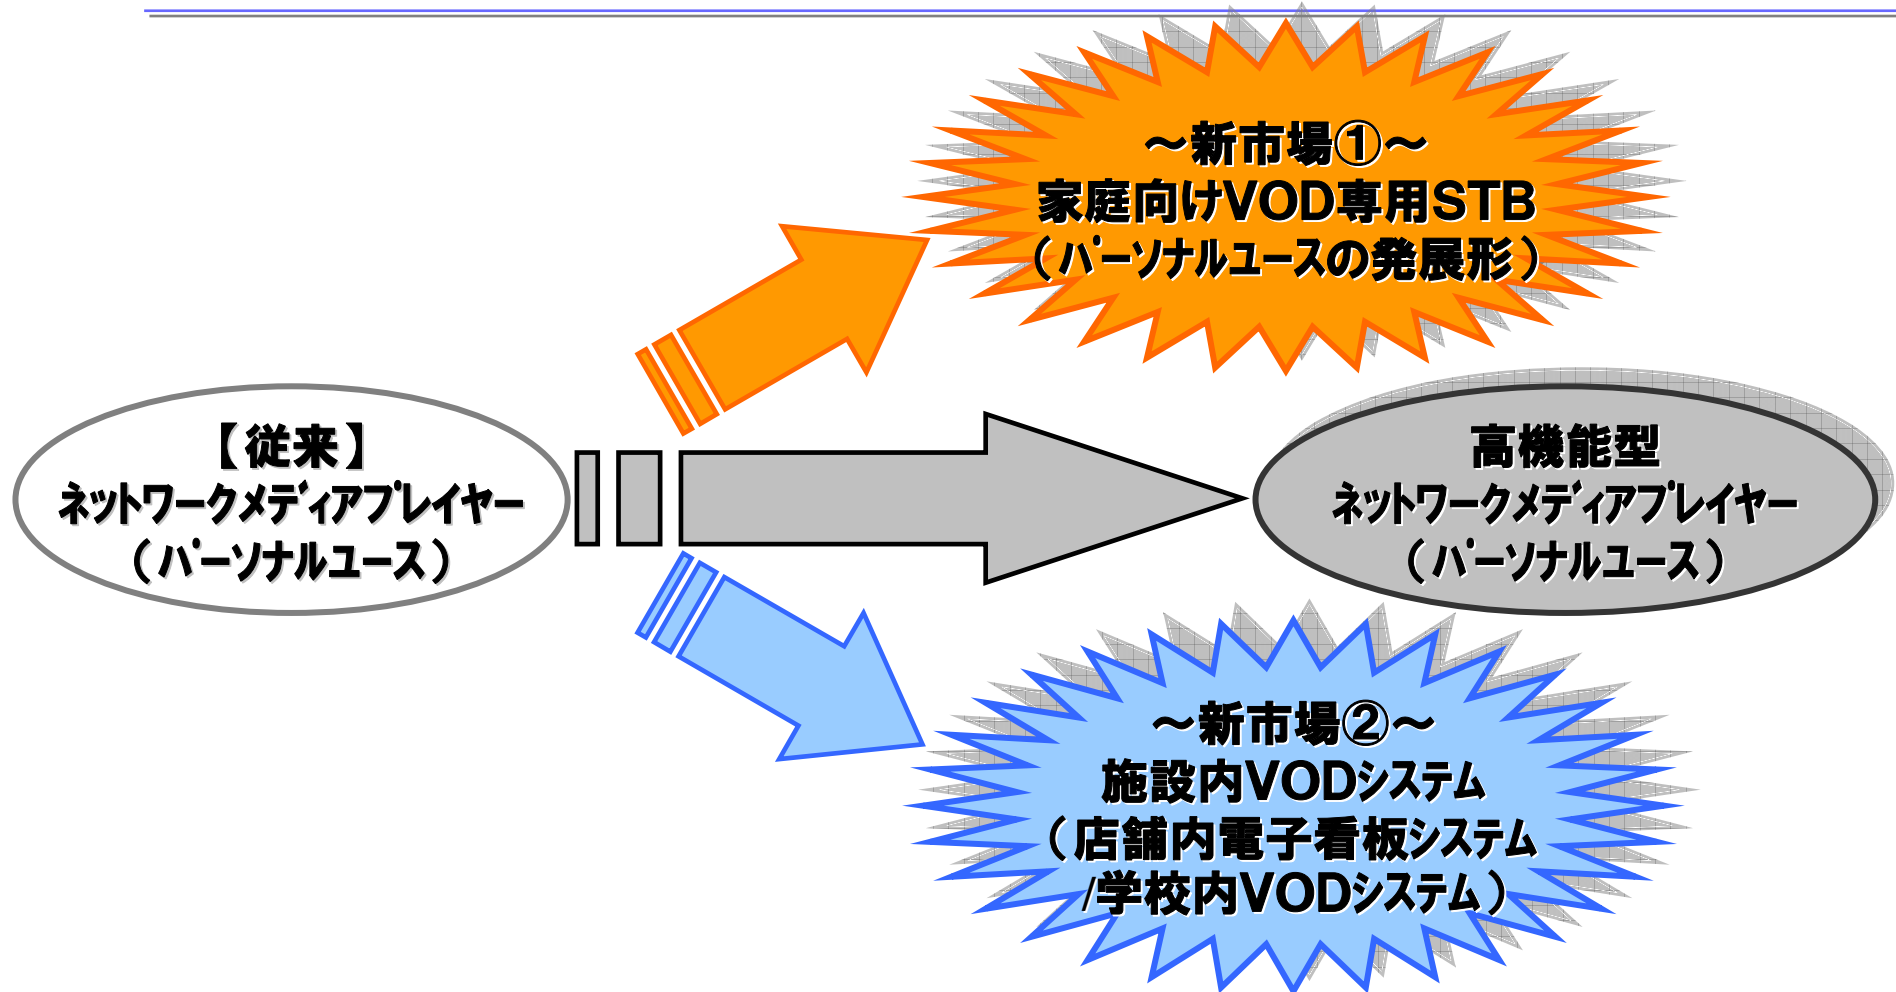 ～新市場①～
家庭向けVOD専用STB
（パーソナルユースの発展形）
【従来】
ネットワークメディアプレイヤー
（パーソナルユース）
高機能型
ネットワークメディアプレイヤー
（パーソナルユース）
～新市場②～
施設内VODシステム
（店舗内電子看板システム
/学校内VODシステム）